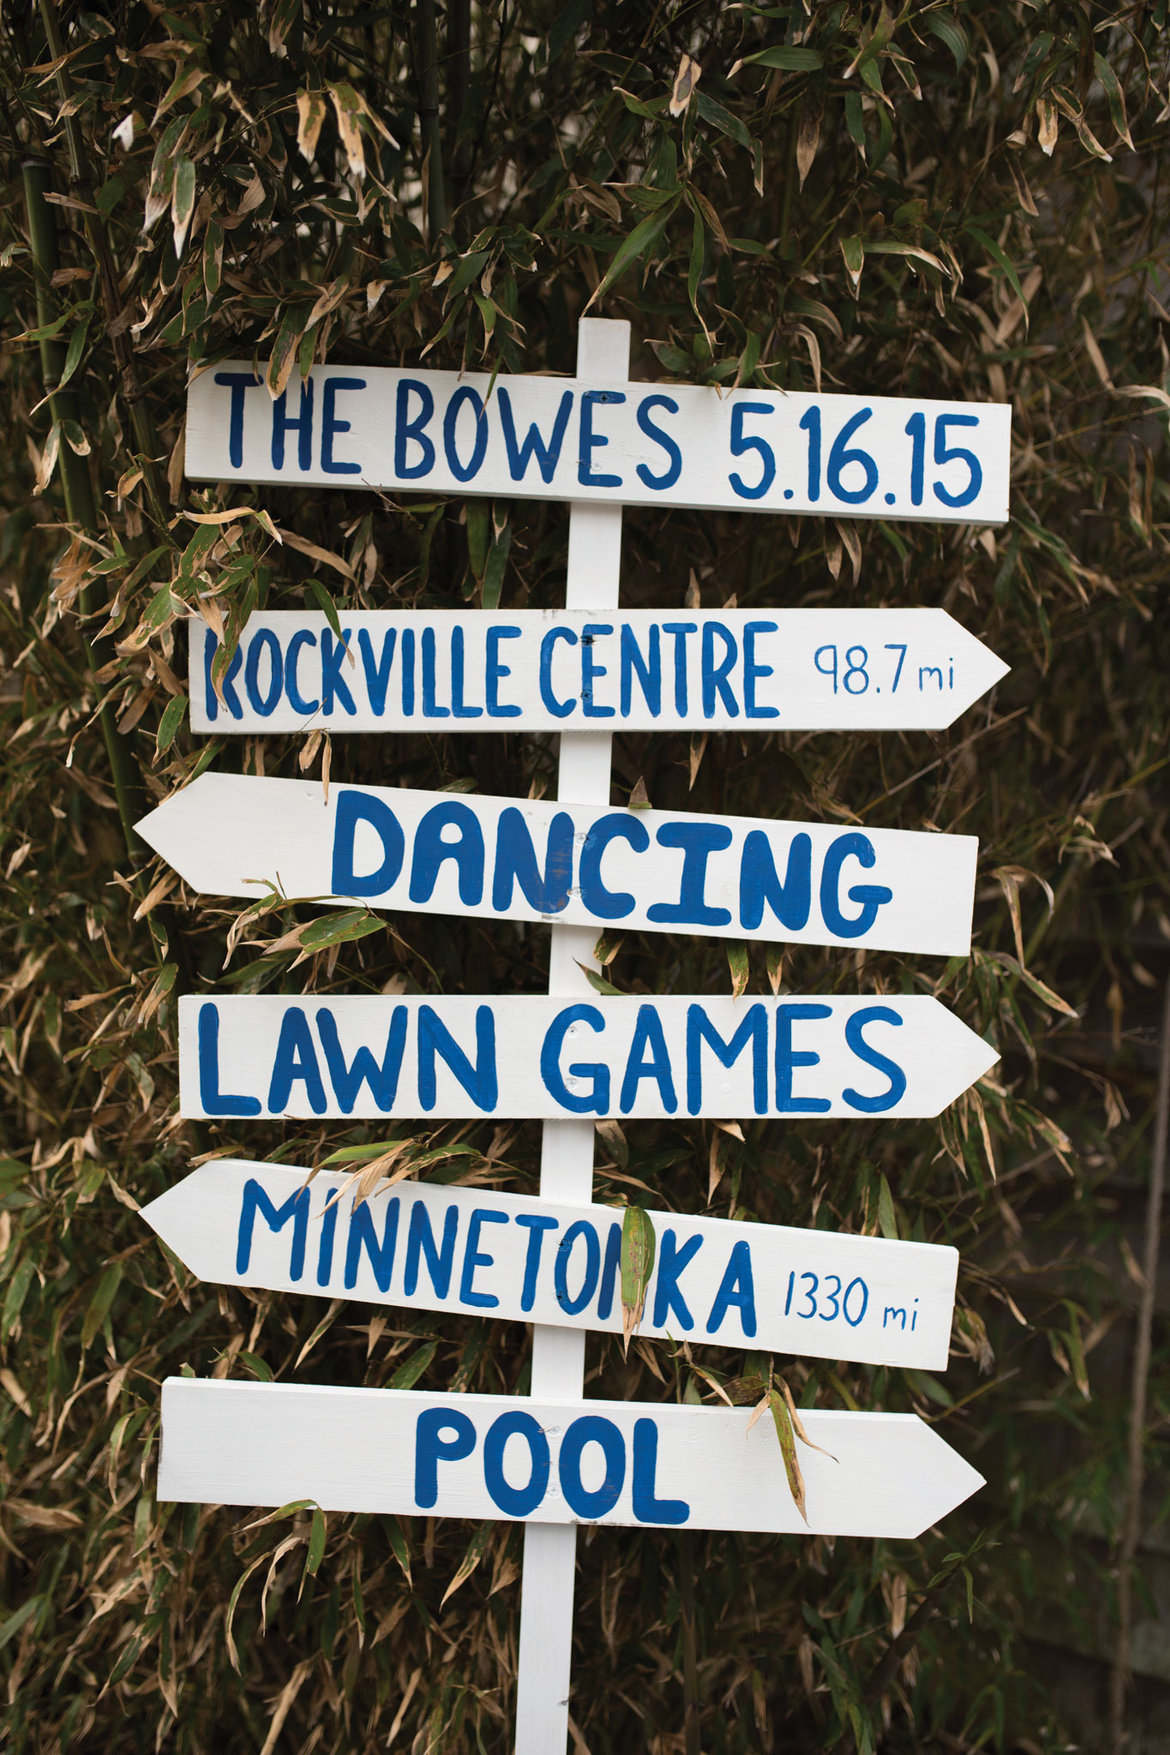 THE BOWES 5.16.15
ROCKVILLE CENTRE 98.7 mi
DANCING
LAWN GAMES
MINNETONKA 1330 mi
POOL